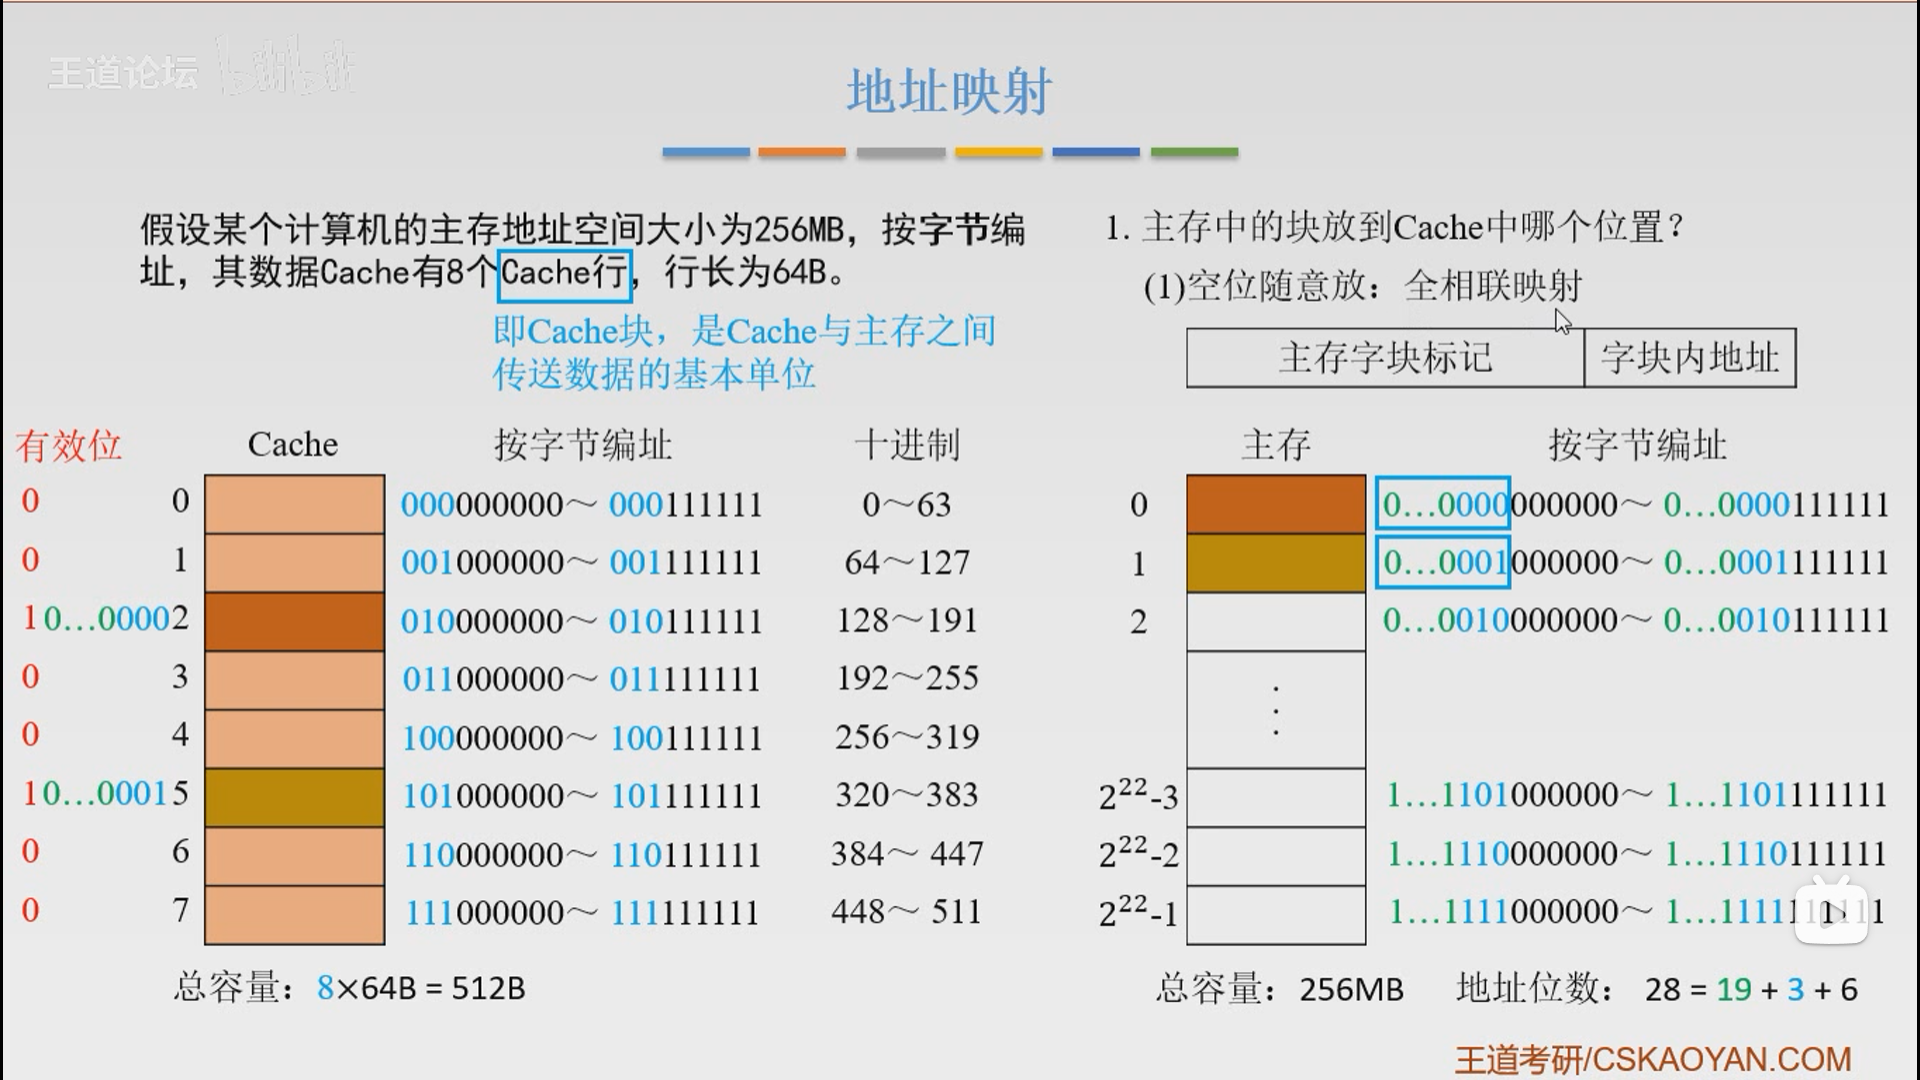 王道论坛 bilibili
地址映射
假设某个计算机的主存地址空间大小为256MB，按字节编
址，其数据Cache有8个Cache行，行长为64B。
即Cache块，是Cache与主存之间
传送数据的基本单位
1. 主存中的块放到Cache中哪个位置？
(1)空位随意放：全相联映射
主存字块标记 字块内地址
有效位 Cache 按字节编址 十进制
0 0 000000000～ 000111111 0～63
0 1 001000000～ 001111111 64～127
1 0…0000 2 010000000～ 010111111 128～191
0 3 011000000～ 011111111 192～255
0 4 100000000～ 100111111 256～319
1 0…0001 5 101000000～ 101111111 320～383
0 6 110000000～ 110111111 384～ 447
0 7 111000000～ 111111111 448～ 511
总容量：8×64B = 512B
主存 按字节编址
0 0…0000000000～ 0…0000111111
1 0…0001000000～ 0…0001111111
2 0…0010000000～ 0…0010111111
⋮
2²²-3 1…1101000000～ 1…1101111111
2²²-2 1…1110000000～ 1…1110111111
2²²-1 1…1111000000～ 1…1111111111
总容量：256MB 地址位数： 28 = 19 + 3 + 6
王道考研/CSKAOYAN.COM